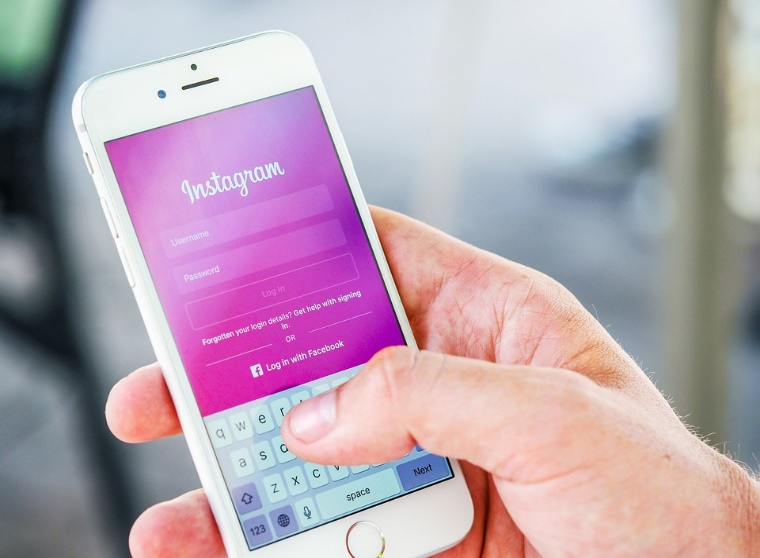 Instagram
Username
Password
Log in
Forgotten your login details? Get help with signing
in.
OR
Log in with Facebook
q w e r
a s
z x c v
Next
123 space